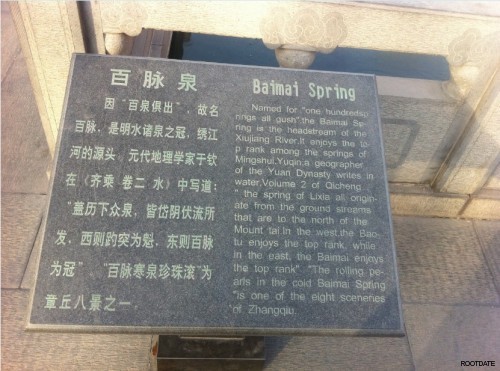 百脉泉
因“百泉俱出”,故名
百脉,是明水诸泉之冠,绣江
河的源头。元代地理学家于钦
在《齐乘 卷二 水》中写道:
“盖历下众泉,皆岱阴伏流所
发,西则趵突为魁,东则百脉
为冠”。“百脉寒泉珍珠滚”为
章丘八景之一。
Baimai Spring
Named for "one hundredsp
rings all gush",the Baimai Sp-
ring is the headstream of the
Xiujiang River.It enjoys the to
p rank among the springs of
Mingshui.Yuqin,a geographer
of the Yuan Dynasty writes in
water,Volume 2 of Qicheng
" the spring of Lixia all origin-
ate from the ground streams
that are to the north of the
Mount tai.In the west,the Bao-
tu enjoys the top rank, while
in the east, the Baimai enjoys
the top rank" "The rolling pe-
arls in the cold Baimai Spring
"is one of the eight sceneries
of Zhangqiu.
ROOTDATE